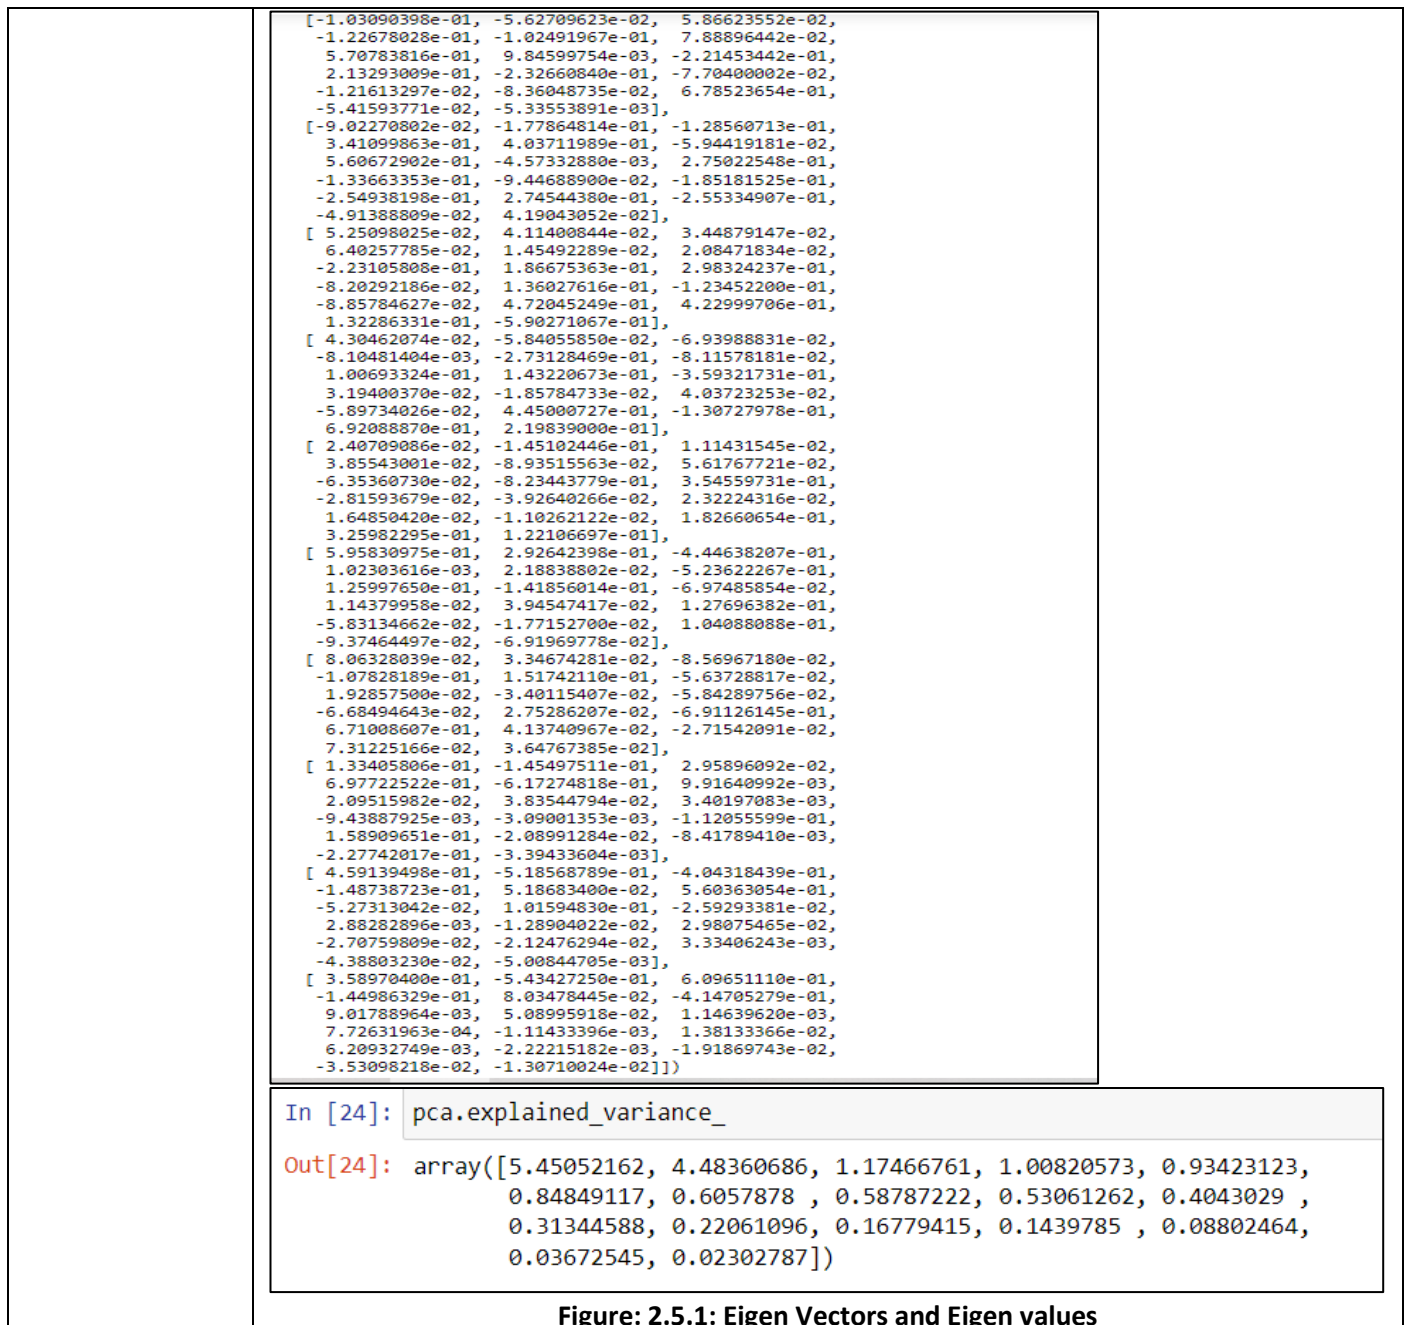 [-1.03090398e-01, -5.62709623e-02, 5.86623552e-02,
-1.22678028e-01, -1.02491967e-01, 7.88896442e-02,
5.70783816e-01, 9.84599754e-03, -2.21453442e-01,
2.13293009e-01, -2.32660840e-01, -7.70400002e-02,
-1.21613297e-02, -8.36048735e-02, 6.78523654e-01,
-5.41593771e-02, -5.33553891e-03],
[-9.02270802e-02, -1.77864814e-01, -1.28560713e-01,
3.41099863e-01, 4.03711989e-01, -5.94419181e-02,
5.60672902e-01, -4.57332880e-03, 2.75022548e-01,
-1.33663353e-01, -9.44688900e-02, -1.85181525e-01,
-2.54938198e-01, 2.74544380e-01, -2.55334907e-01,
-4.91388809e-02, 4.19043052e-02],
[ 5.25098025e-02, 4.11400844e-02, 3.44879147e-02,
6.40257785e-02, 1.45492289e-02, 2.08471834e-02,
-2.23105808e-01, 1.86675363e-01, 2.98324237e-01,
-8.20292186e-02, 1.36027616e-01, -1.23452200e-01,
-8.85784627e-02, 4.72045249e-01, 4.22999706e-01,
1.32286331e-01, -5.90271067e-01],
[ 4.30462074e-02, -5.84055850e-02, -6.93988831e-02,
-8.10481404e-03, -2.73128469e-01, -8.11578181e-02,
1.00693324e-01, 1.43220673e-01, -3.59321731e-01,
3.19400370e-02, -1.85784733e-02, 4.03723253e-02,
-5.89734026e-02, 4.45000727e-01, -1.30727978e-01,
6.92088870e-01, 2.19839000e-01],
[ 2.40709086e-02, -1.45102446e-01, 1.11431545e-02,
3.85543001e-02, -8.93515563e-02, 5.61767721e-02,
-6.35360730e-02, -8.23443779e-01, 3.54559731e-01,
-2.81593679e-02, -3.92640266e-02, 2.32224316e-02,
1.64850420e-02, -1.10262122e-02, 1.82660654e-01,
3.25982295e-01, 1.22106697e-01],
[ 5.95830975e-01, 2.92642398e-01, -4.44638207e-01,
1.02303616e-03, 2.18838802e-02, -5.23622267e-01,
1.25997650e-01, -1.41856014e-01, -6.97485854e-02,
1.14379958e-02, 3.94547417e-02, 1.27696382e-01,
-5.83134662e-02, -1.77152700e-02, 1.04088088e-01,
-9.37464497e-02, -6.91969778e-02],
[ 8.06328039e-02, 3.34674281e-02, -8.56967180e-02,
-1.07828189e-01, 1.51742110e-01, -5.63728817e-02,
1.92857500e-02, -3.40115407e-02, -5.84289756e-02,
-6.68494643e-02, 2.75286207e-02, -6.91126145e-01,
6.71008607e-01, 4.13740967e-02, -2.71542091e-02,
7.31225166e-02, 3.64767385e-02],
[ 1.33405806e-01, -1.45497511e-01, 2.95896092e-02,
6.97722522e-01, -6.17274818e-01, 9.91640992e-03,
2.09515982e-02, 3.83544794e-02, 3.40197083e-03,
-9.43887925e-03, -3.09001353e-03, -1.12055599e-01,
1.58909651e-01, -2.08991284e-02, -8.41789410e-03,
-2.27742017e-01, -3.39433604e-03],
[ 4.59139498e-01, -5.18568789e-01, -4.04318439e-01,
-1.48738723e-01, 5.18683400e-02, 5.60363054e-01,
-5.27313042e-02, 1.01594830e-01, -2.59293381e-02,
2.88282896e-03, -1.28904022e-02, 2.98075465e-02,
-2.70759809e-02, -2.12476294e-02, 3.33406243e-03,
-4.38803230e-02, -5.00844705e-03],
[ 3.58970400e-01, -5.43427250e-01, 6.09651110e-01,
-1.44986329e-01, 8.03478445e-02, -4.14705279e-01,
9.01788964e-03, 5.08995918e-02, 1.14639620e-03,
7.72631963e-04, -1.11433396e-03, 1.38133366e-02,
6.20932749e-03, -2.22215182e-03, -1.91869743e-02,
-3.53098218e-02, -1.30710024e-02]])
In [24]: pca.explained_variance_
Out[24]: array([5.45052162, 4.48360686, 1.17466761, 1.00820573, 0.93423123,
0.84849117, 0.6057878 , 0.58787222, 0.53061262, 0.4043029 ,
0.31344588, 0.22061096, 0.16779415, 0.1439785 , 0.08802464,
0.03672545, 0.02302787])
Figure: 2.5.1: Eigen Vectors and Eigen values